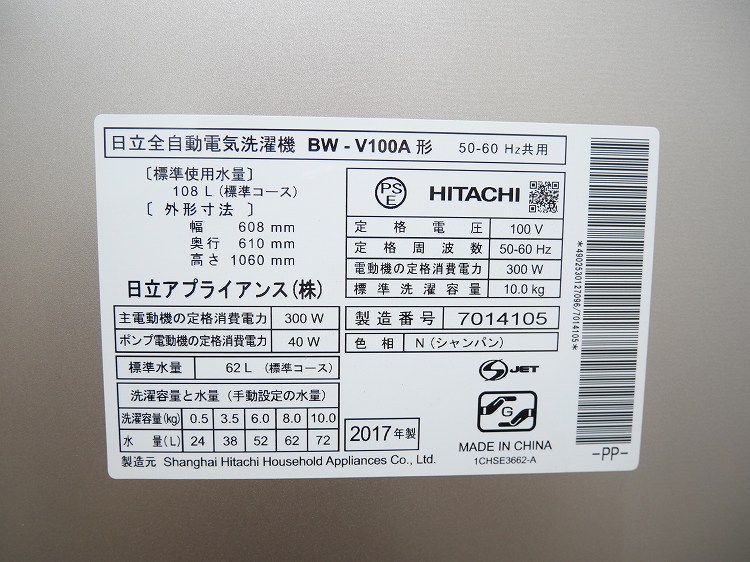 日立全自動電気洗濯機 BW - V100A 形 50-60 Hz共用
〔標準使用水量〕
108 L (標準コース)
〔 外形寸法 〕
幅 608 mm
奥行 610 mm
高さ 1060 mm
日立アプライアンス(株)
主電動機の定格消費電力 300 W
ポンプ電動機の定格消費電力 40 W
標準水量 62 L (標準コース)
洗濯容量と水量 (手動設定の水量)
洗濯容量(kg) 0.5 3.5 6.0 8.0 10.0
水 量(L) 24 38 52 62 72
製造元 Shanghai Hitachi Household Appliances Co., Ltd.
PS E HITACHI
定格電圧 100 V
定格周波数 50-60 Hz
電動機の定格消費電力 300 W
標準洗濯容量 10.0 kg
製造番号 7014105
色相 N (シャンパン)
S JET
G
2017 年製
MADE IN CHINA
1CHSE3662-A
*4902530127096/7014105*
-PP-